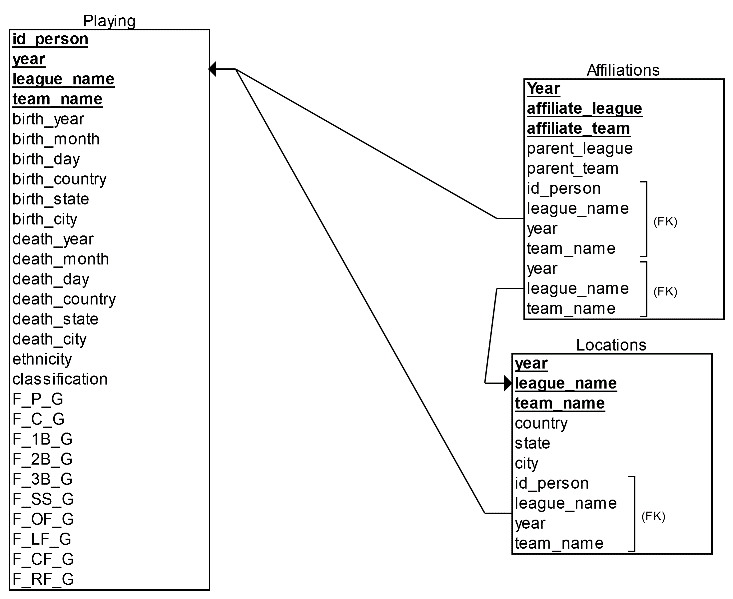 Playing
id_person
year
league_name
team_name
birth_year
birth_month
birth_day
birth_country
birth_state
birth_city
death_year
death_month
death_day
death_country
death_state
death_city
ethnicity
classification
F_P_G
F_C_G
F_1B_G
F_2B_G
F_3B_G
F_SS_G
F_OF_G
F_LF_G
F_CF_G
F_RF_G
Affiliations
Year
affiliate_league
affiliate_team
parent_league
parent_team
id_person
league_name
year
team_name
(FK)
year
league_name
team_name
(FK)
Locations
year
league_name
team_name
country
state
city
id_person
league_name
year
team_name
(FK)